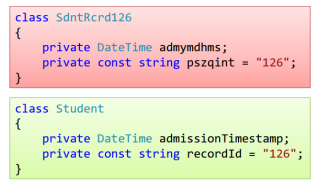 class SdntRcrd126
{
private DateTime admymdhms;
private const string pszqint = "126";
}
class Student
{
private DateTime admissionTimestamp;
private const string recordId = "126";
}